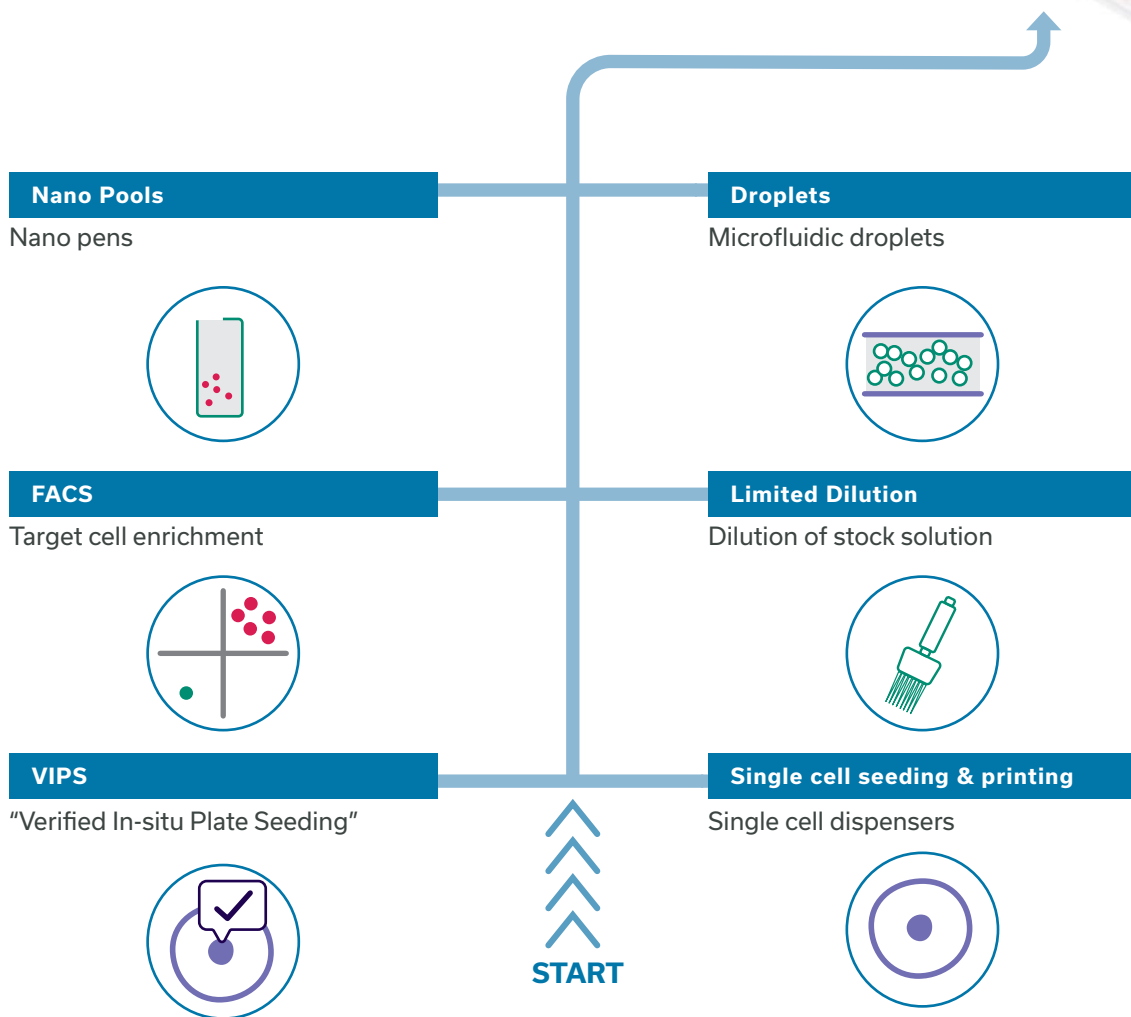 Nano Pools
Nano pens
Droplets
Microfluidic droplets
FACS
Target cell enrichment
Limited Dilution
Dilution of stock solution
VIPS
“Verified In-situ Plate Seeding”
Single cell seeding & printing
Single cell dispensers
START